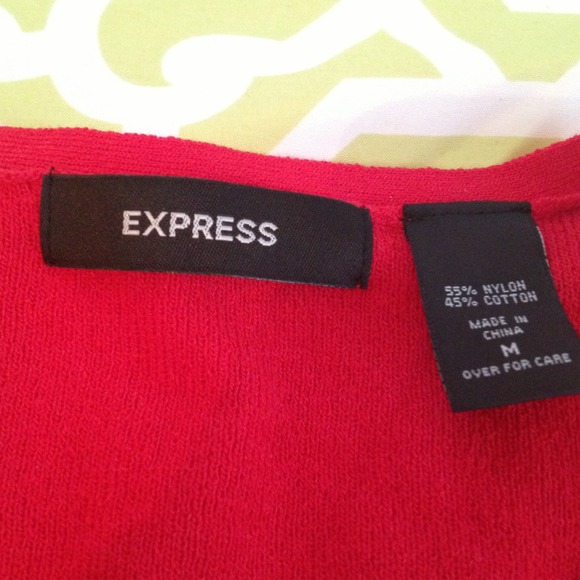 EXPRESS
55% NYLON
45% COTTON
MADE IN
CHINA
M
OVER FOR CARE